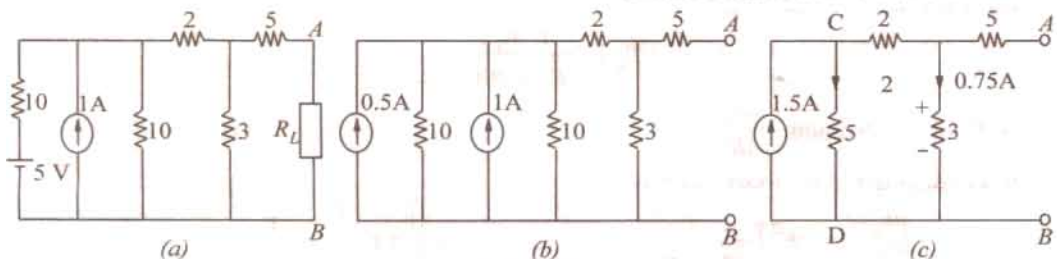 2 5 A
10 1A 10 3 R_L
5 V
B
(a)
2 5 A
0.5A 10 1A 10 3
B
(b)
C 2 5 A
2 0.75A
1.5A + 3
5 –
D B
(c)